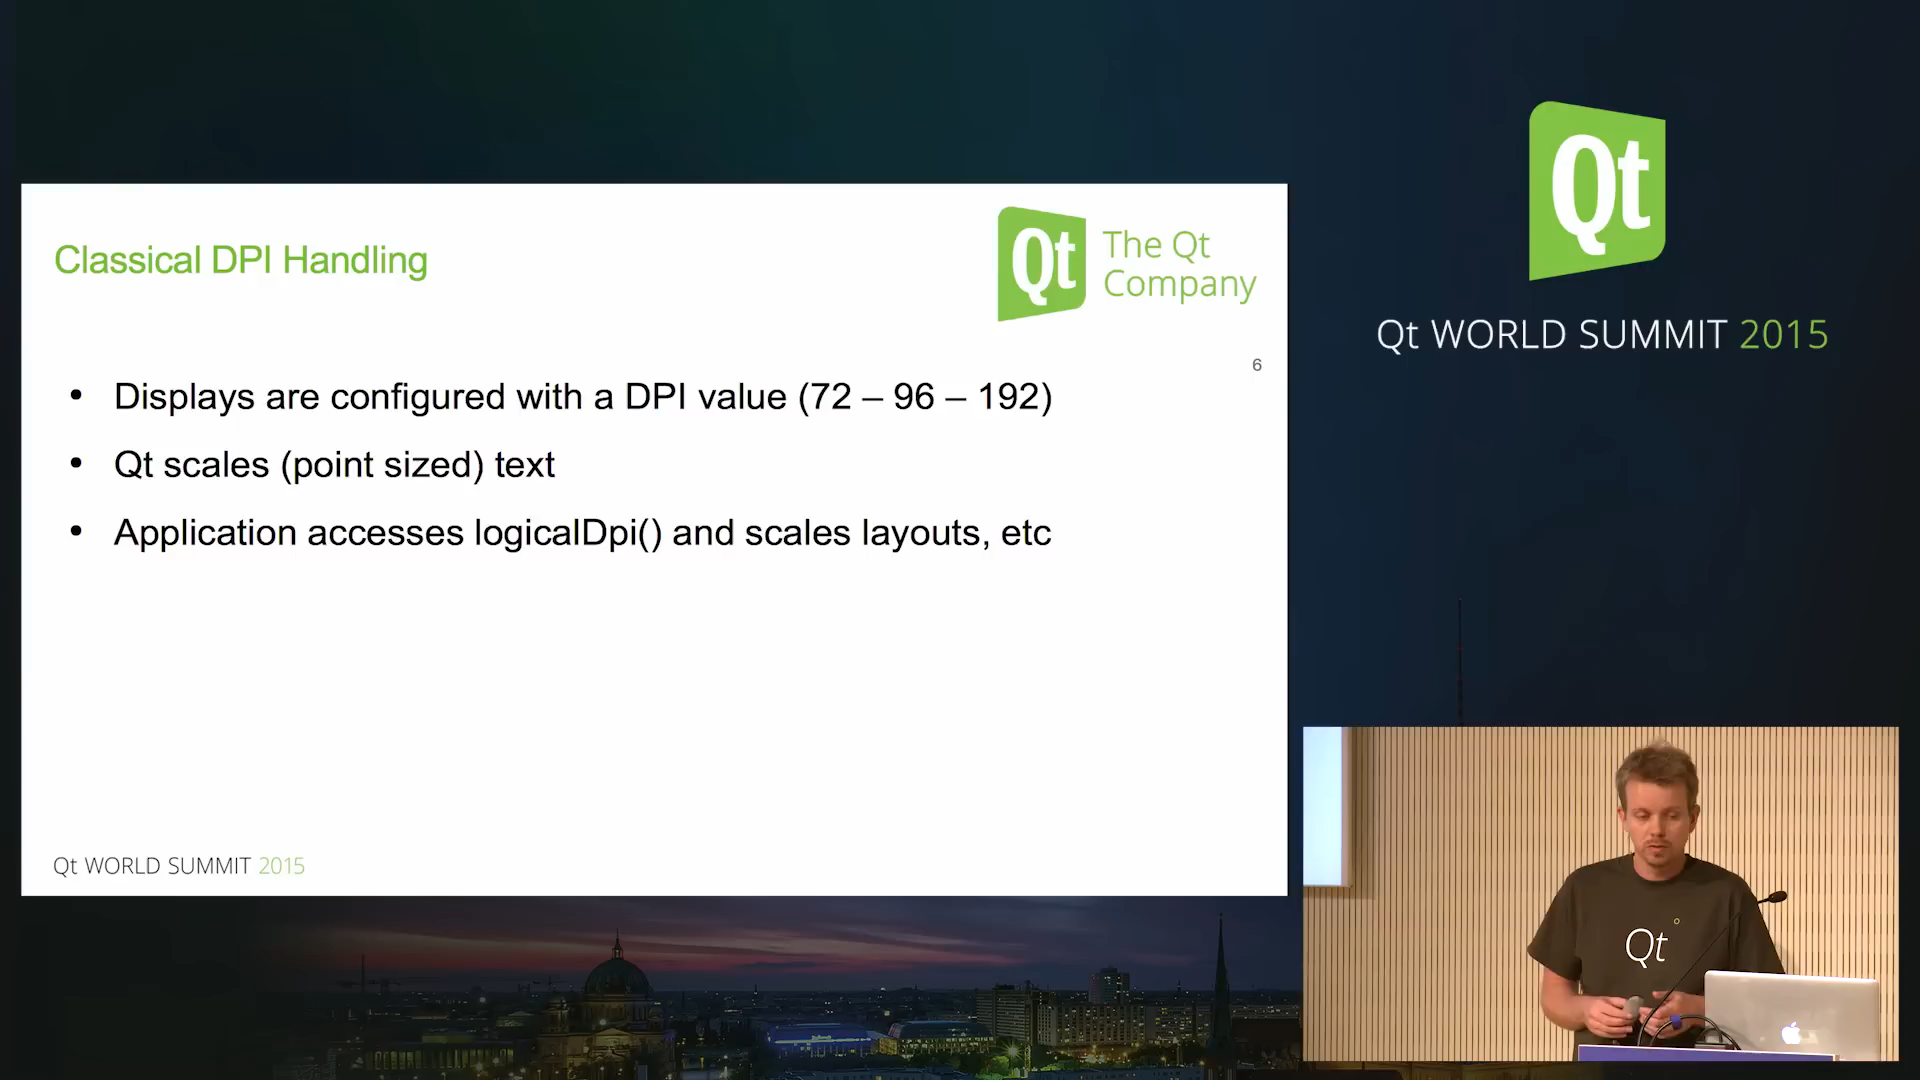 Classical DPI Handling
Qt The Qt
Company
6
• Displays are configured with a DPI value (72 – 96 – 192)
• Qt scales (point sized) text
• Application accesses logicalDpi() and scales layouts, etc
Qt WORLD SUMMIT 2015
Qt
Qt WORLD SUMMIT 2015
Qt